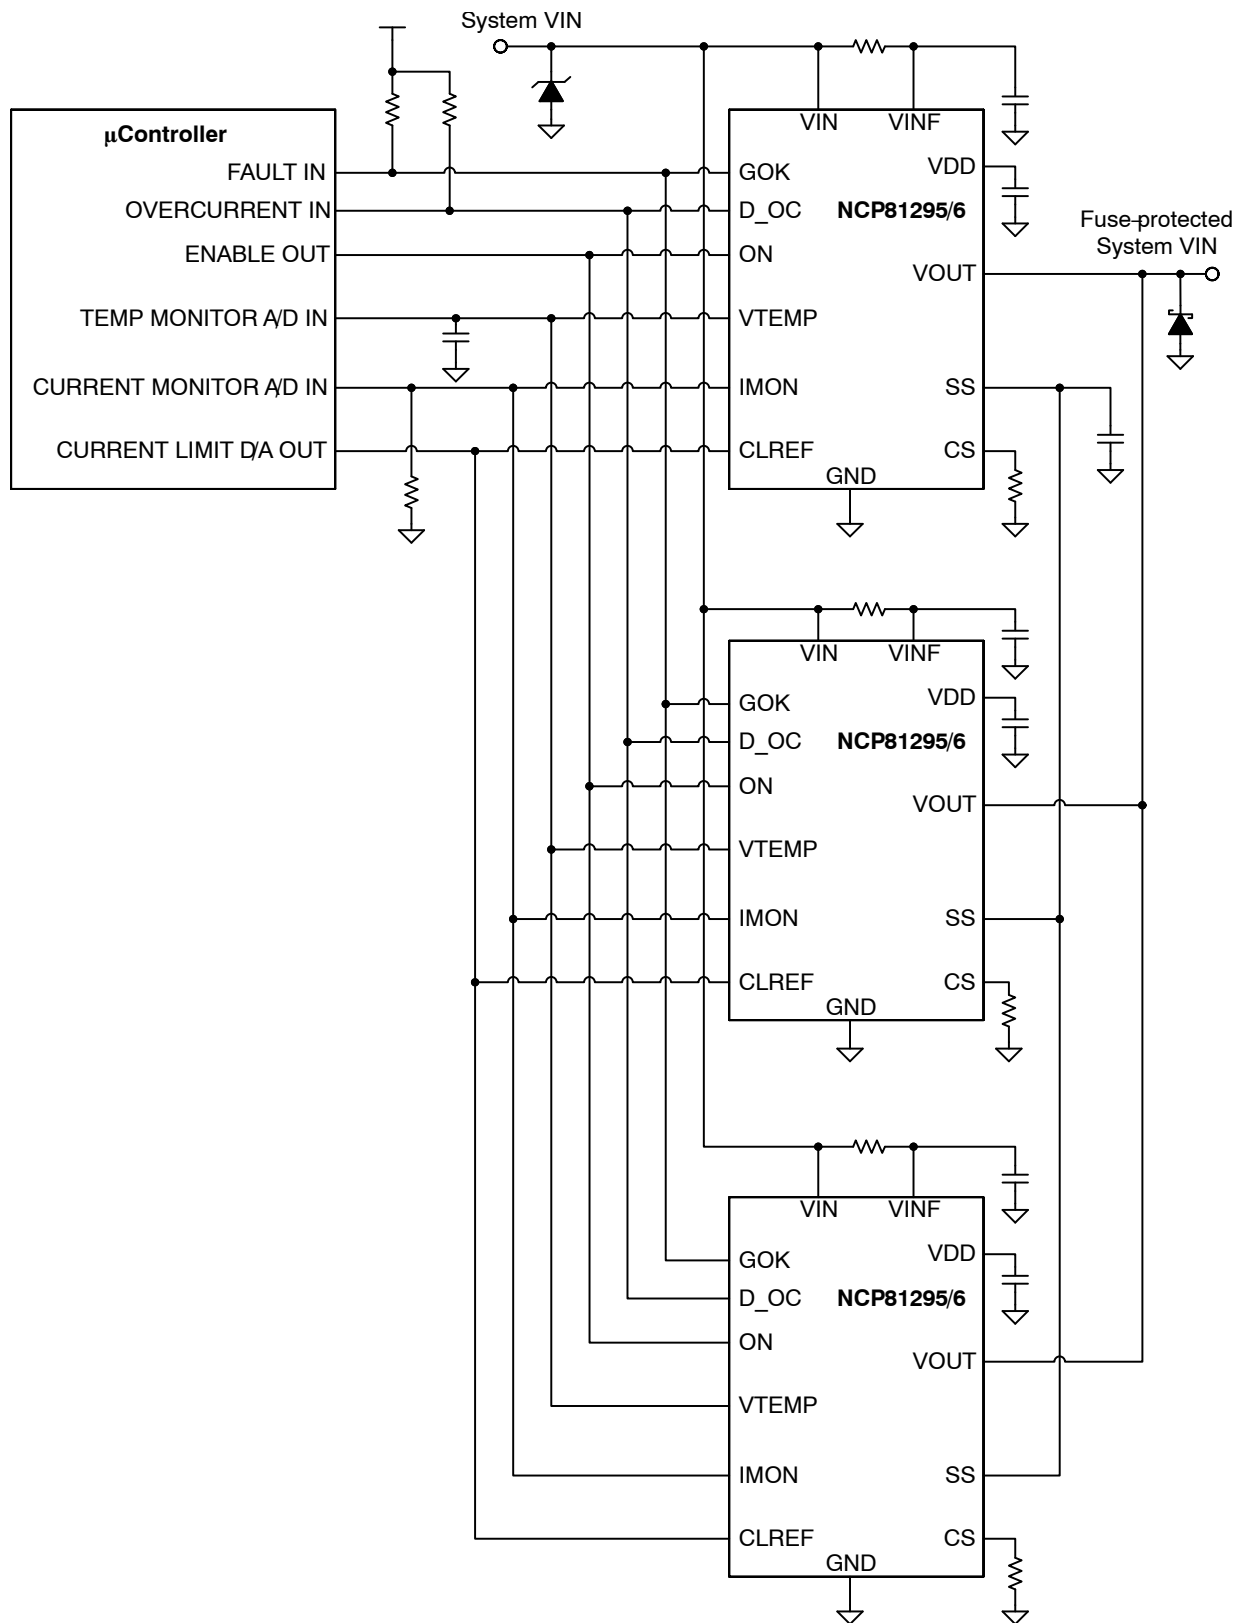 System VIN
μController
FAULT IN
OVERCURRENT IN
ENABLE OUT
TEMP MONITOR A/D IN
CURRENT MONITOR A/D IN
CURRENT LIMIT D/A OUT
VIN
VINF
GOK
D_OC
ON
VTEMP
IMON
CLREF
GND
NCP81295/6
VDD
VOUT
SS
CS
Fuse-protected
System VIN
VIN
VINF
GOK
D_OC
ON
VTEMP
IMON
CLREF
GND
NCP81295/6
VDD
VOUT
SS
CS
VIN
VINF
GOK
D_OC
ON
VTEMP
IMON
CLREF
GND
NCP81295/6
VDD
VOUT
SS
CS